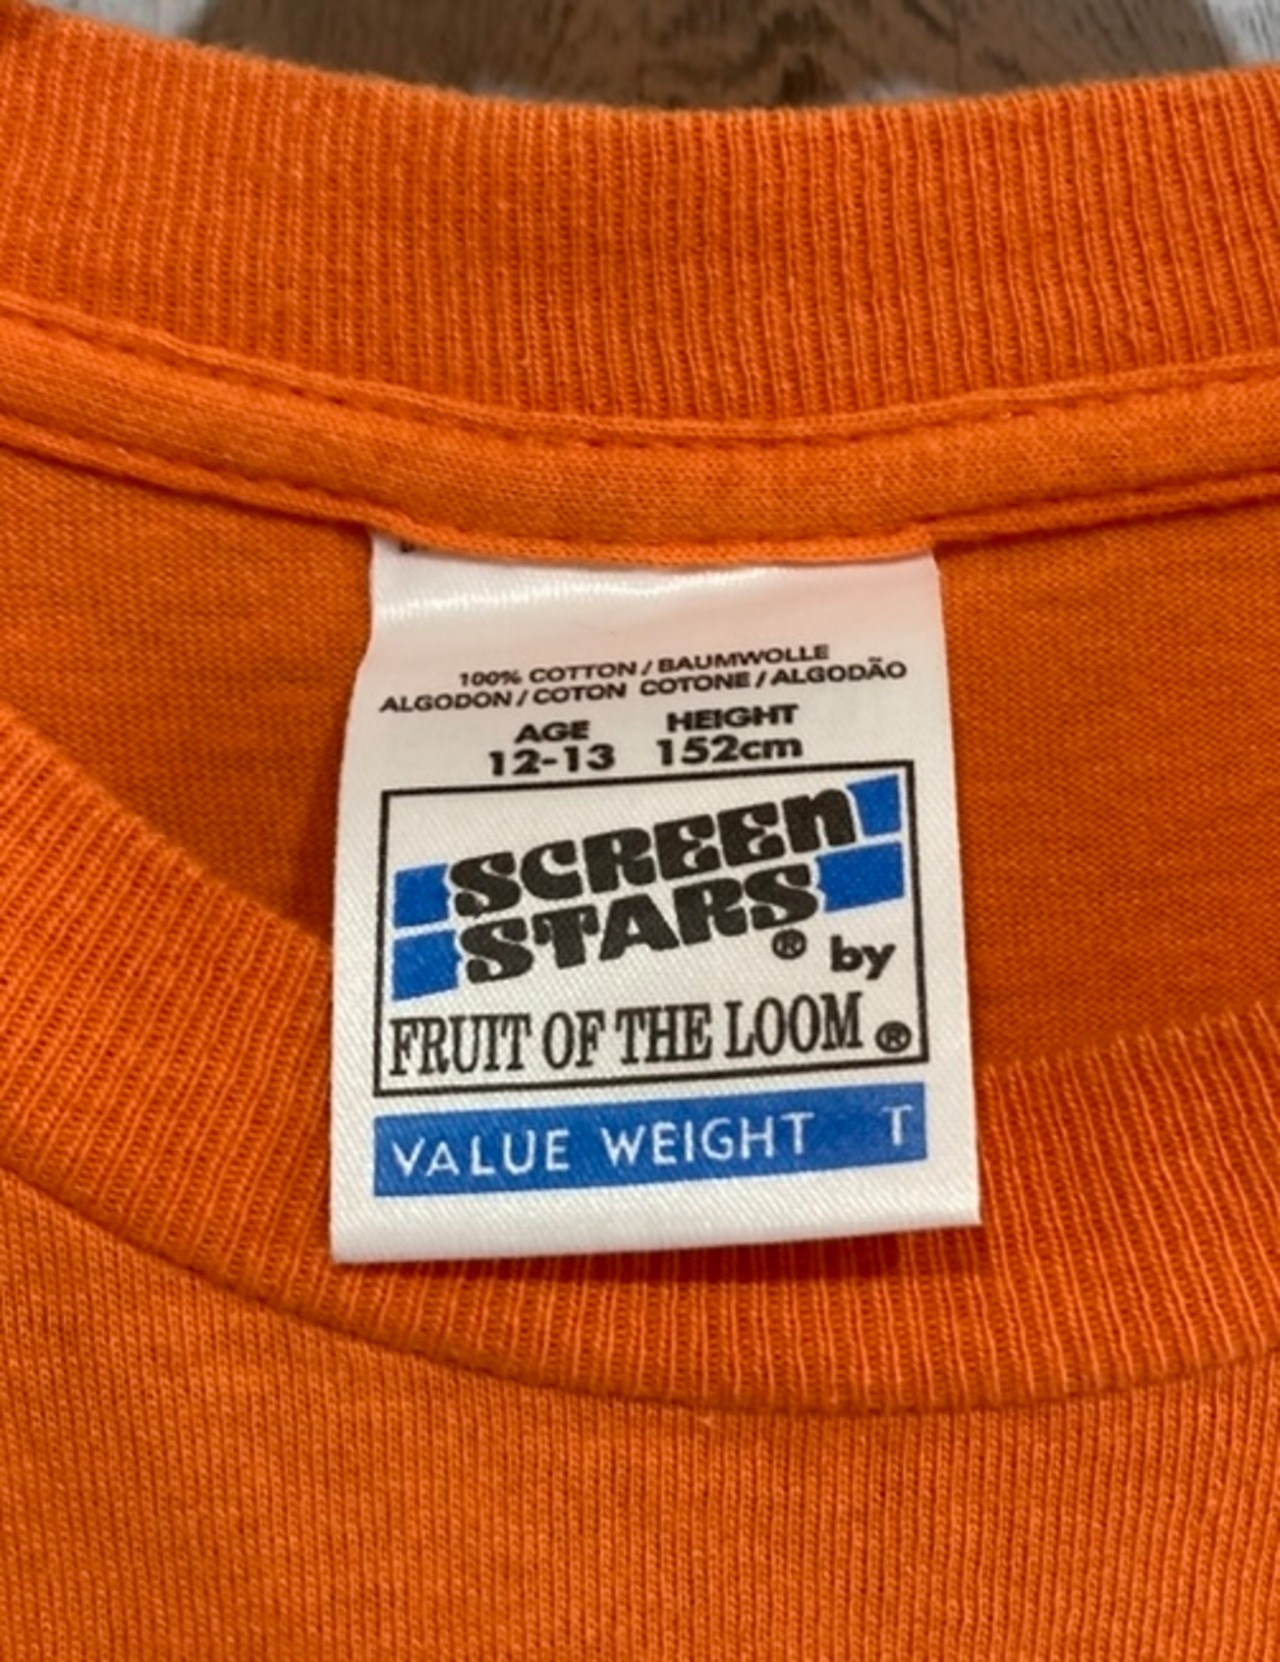 100% COTTON / BAUMWOLLE
ALGODON / COTON COTONE / ALGODÃO
AGE HEIGHT
12-13 152cm
SCREEN
STARS® by
FRUIT OF THE LOOM®
VALUE WEIGHT T